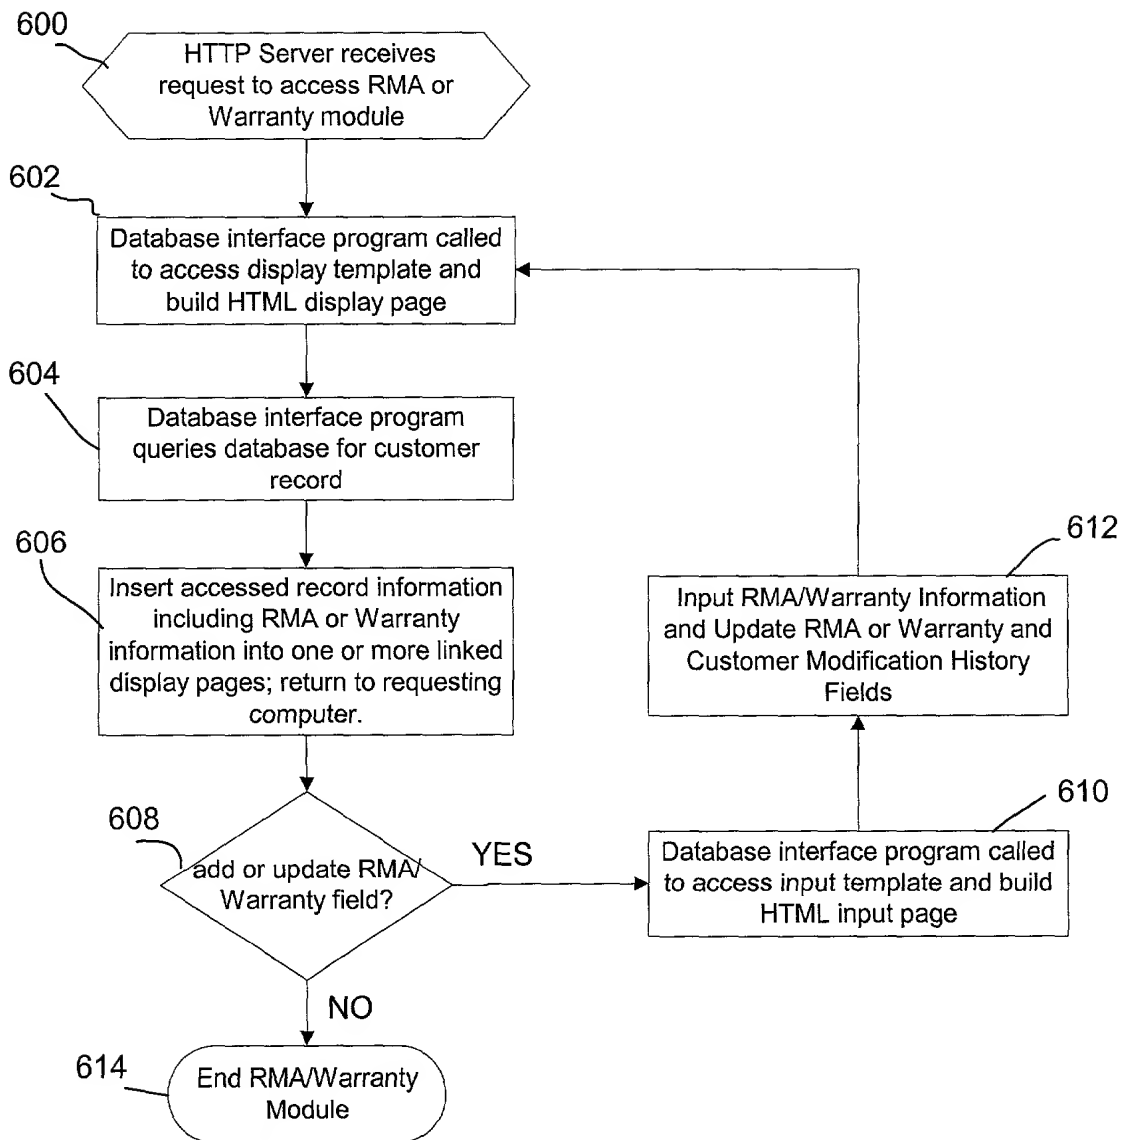 600
HTTP Server receives
request to access RMA or
Warranty module
602
Database interface program called
to access display template and
build HTML display page
604
Database interface program
queries database for customer
record
606
Insert accessed record information
including RMA or Warranty
information into one or more linked
display pages; return to requesting
computer.
608
add or update RMA/
Warranty field?
YES
610
Database interface program called
to access input template and build
HTML input page
612
Input RMA/Warranty Information
and Update RMA or Warranty and
Customer Modification History
Fields
NO
614
End RMA/Warranty
Module